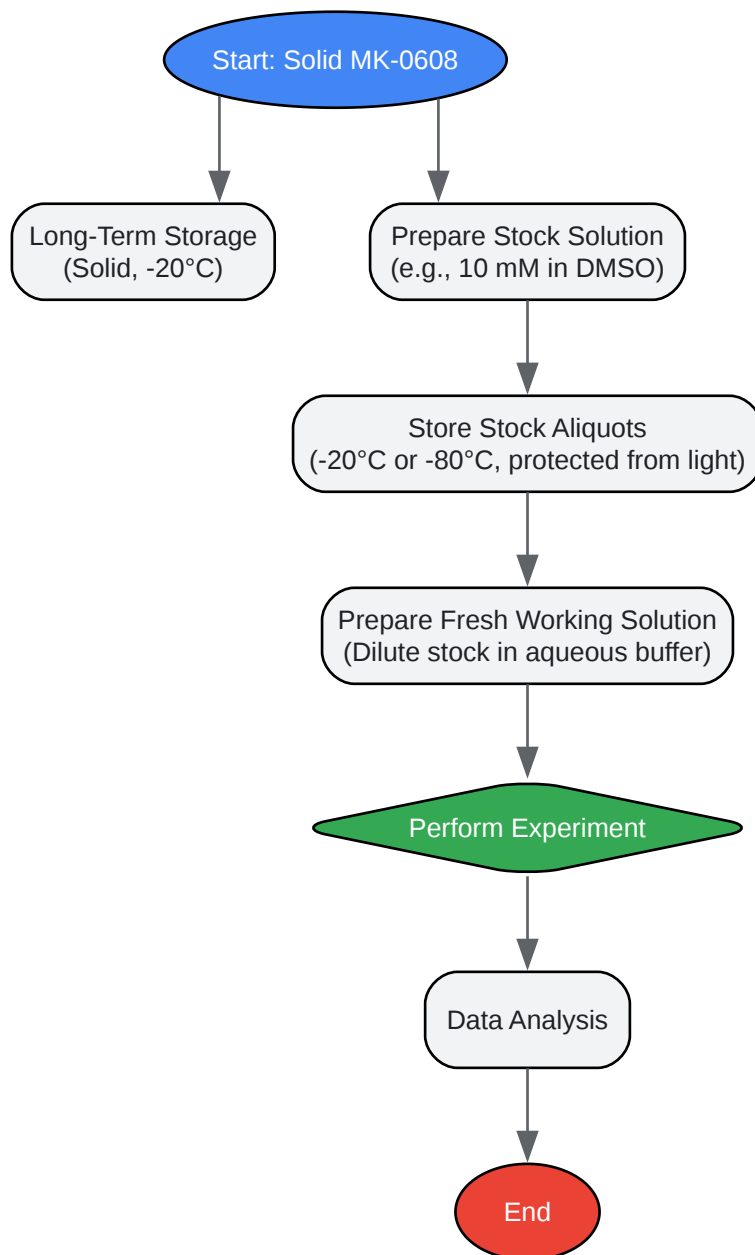 Start: Solid MK-0608
Long-Term Storage
(Solid, -20°C)
Prepare Stock Solution
(e.g., 10 mM in DMSO)
Store Stock Aliquots
(-20°C or -80°C, protected from light)
Prepare Fresh Working Solution
(Dilute stock in aqueous buffer)
Perform Experiment
Data Analysis
End